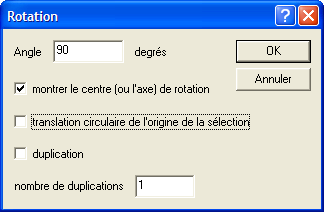 Rotation
Angle 90 degrés OK
Annuler
montrer le centre (ou l'axe) de rotation
translation circulaire de l'origine de la sélection
duplication
nombre de duplications 1